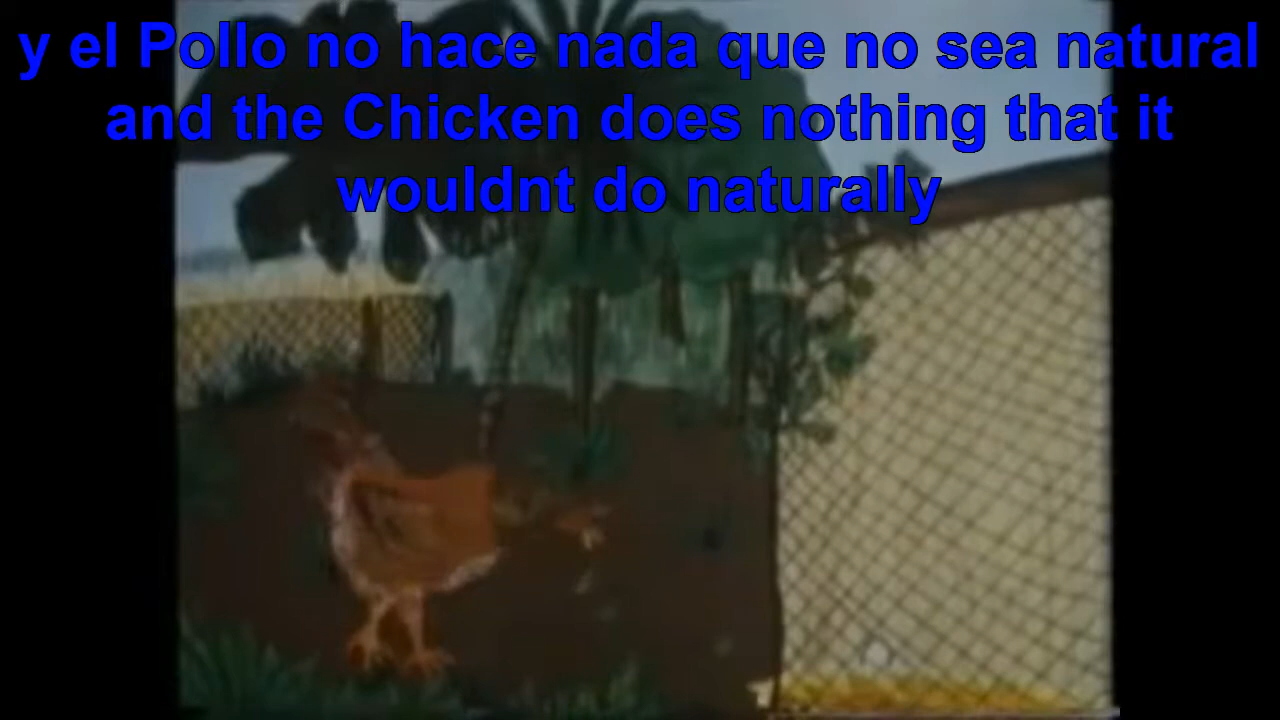 y el Pollo no hace nada que no sea natural
and the Chicken does nothing that it
wouldnt do naturally